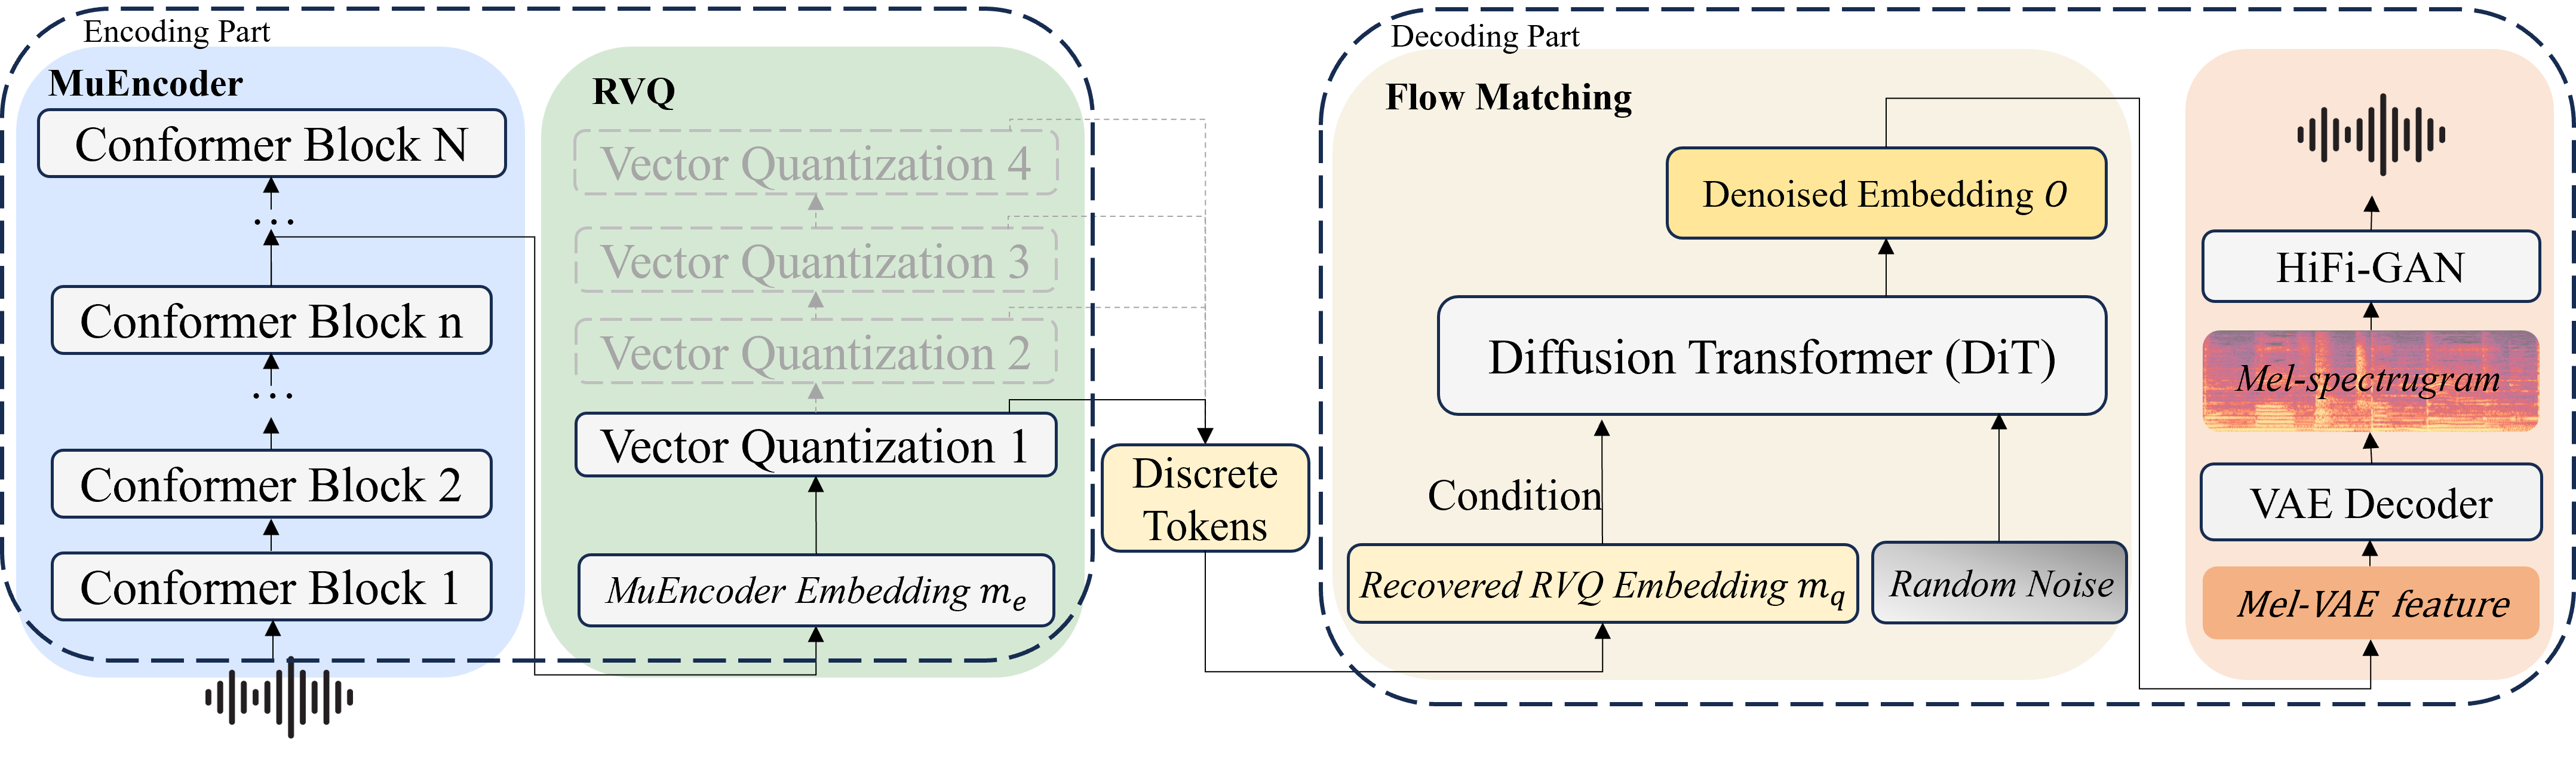 Encoding Part
MuEncoder
Conformer Block N
...
Conformer Block n
...
Conformer Block 2
Conformer Block 1
RVQ
Vector Quantization 4
Vector Quantization 3
Vector Quantization 2
Vector Quantization 1
MuEncoder Embedding mₑ
Discrete
Tokens
Decoding Part
Flow Matching
Denoised Embedding O
Diffusion Transformer (DiT)
Condition
Recovered RVQ Embedding m_q
Random Noise
HiFi-GAN
Mel-spectrugram
VAE Decoder
Mel-VAE feature